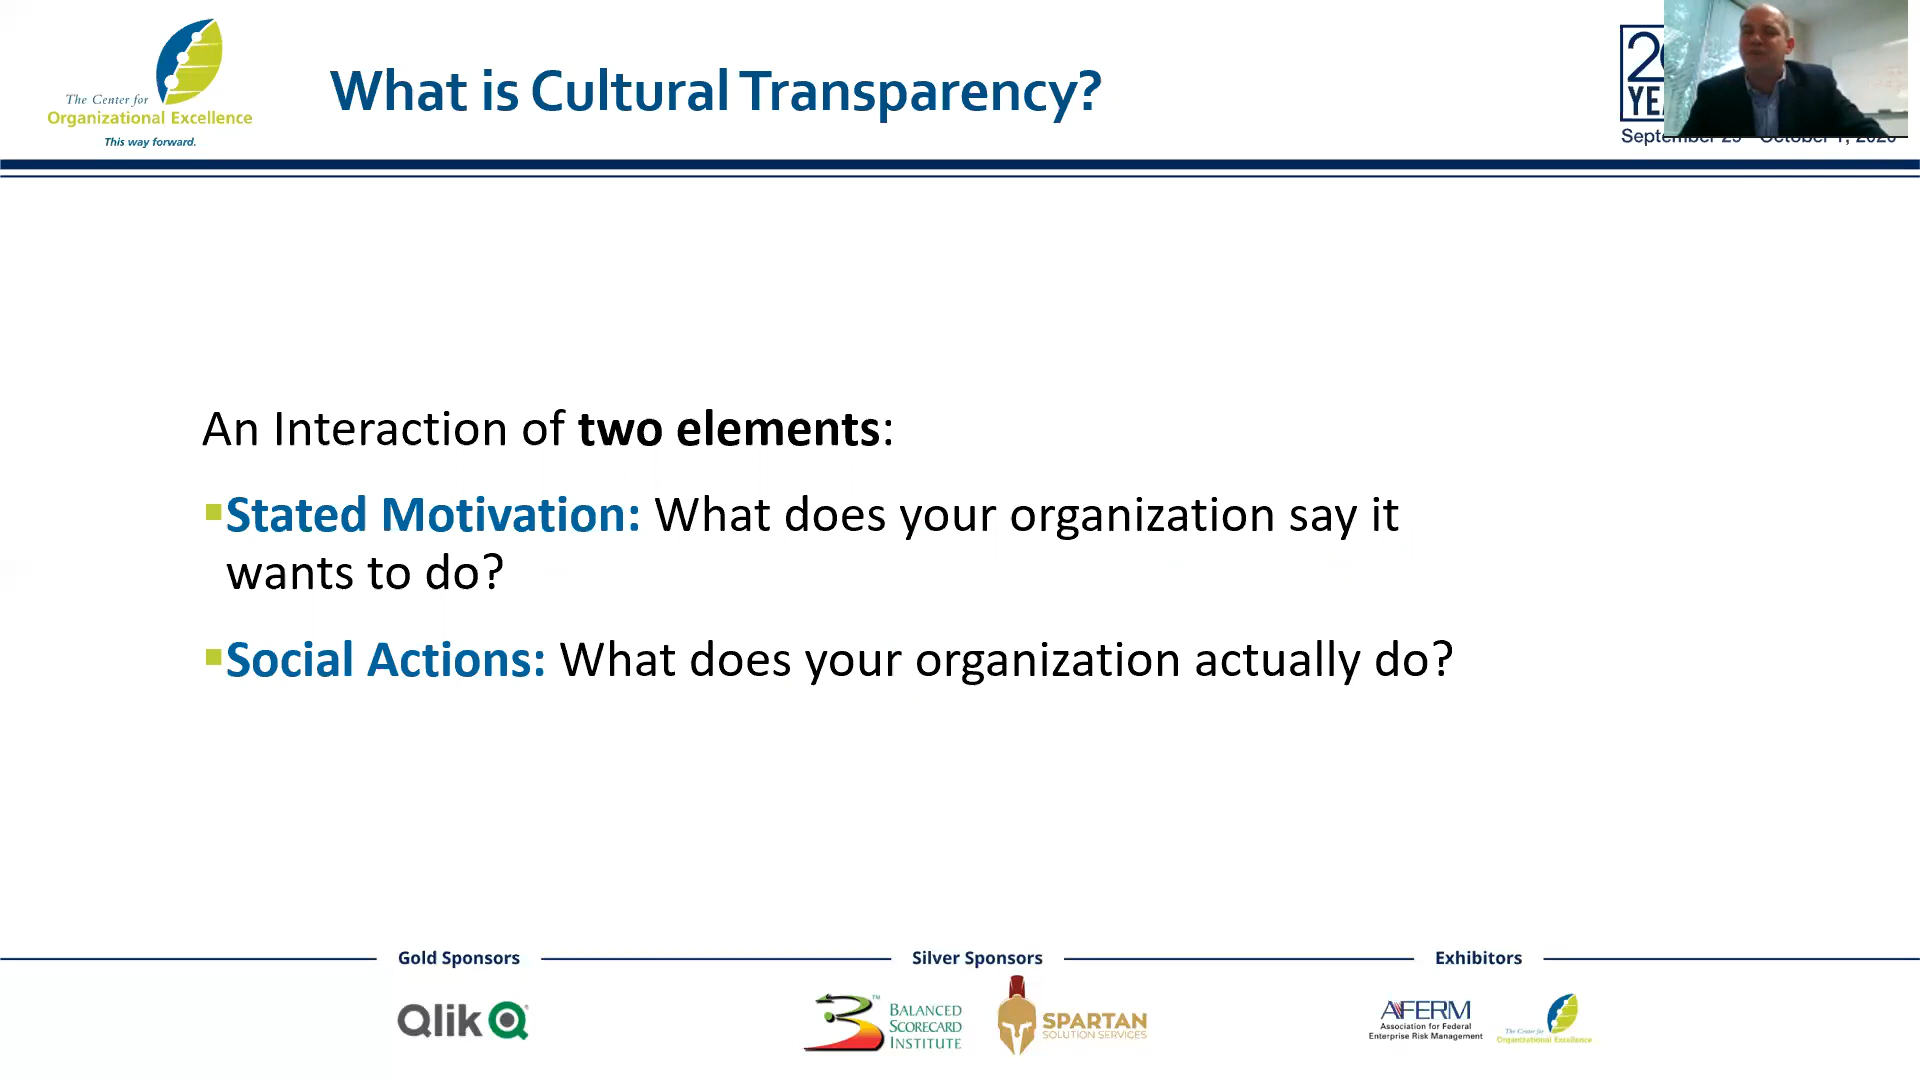 The Center for
Organizational Excellence
This way forward.
What is Cultural Transparency?
An Interaction of two elements:
▪Stated Motivation: What does your organization say it
wants to do?
▪Social Actions: What does your organization actually do?
Gold Sponsors
Silver Sponsors
Exhibitors
Qlik
BALANCED
SCORECARD
INSTITUTE
™
SPARTAN
SOLUTION SERVICES
AFERM
Association for Federal
Enterprise Risk Management
The Center for
Organizational Excellence